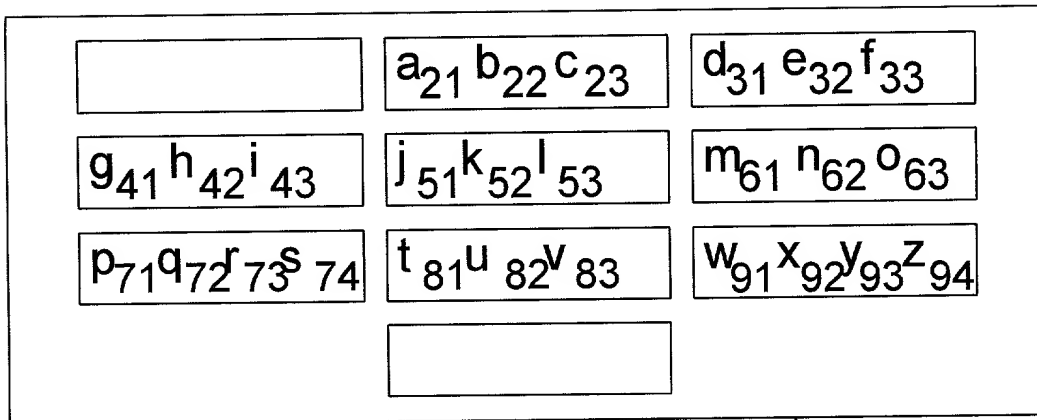 a21 b22 c23 d31 e32 f33
g41 h42 i43 j51 k52 l53 m61 n62 o63
p71 q72 r73 s74 t81 u82 v83 w91 x92 y93 z94